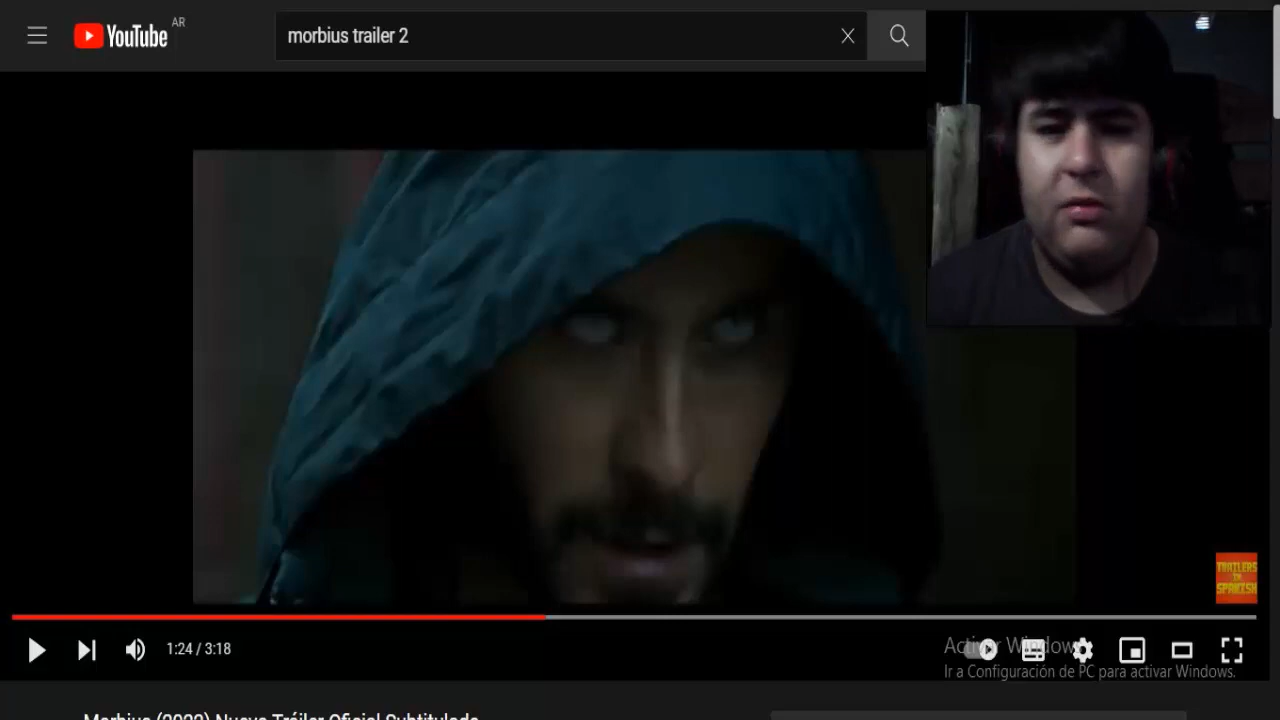 YouTube AR
morbius trailer 2
TRAILERS
IN
SPANISH
1:24 / 3:18
Activar Windows
Ir a Configuración de PC para activar Windows.
Morbius (2022) Nuevo Tráiler Oficial Subtitulado